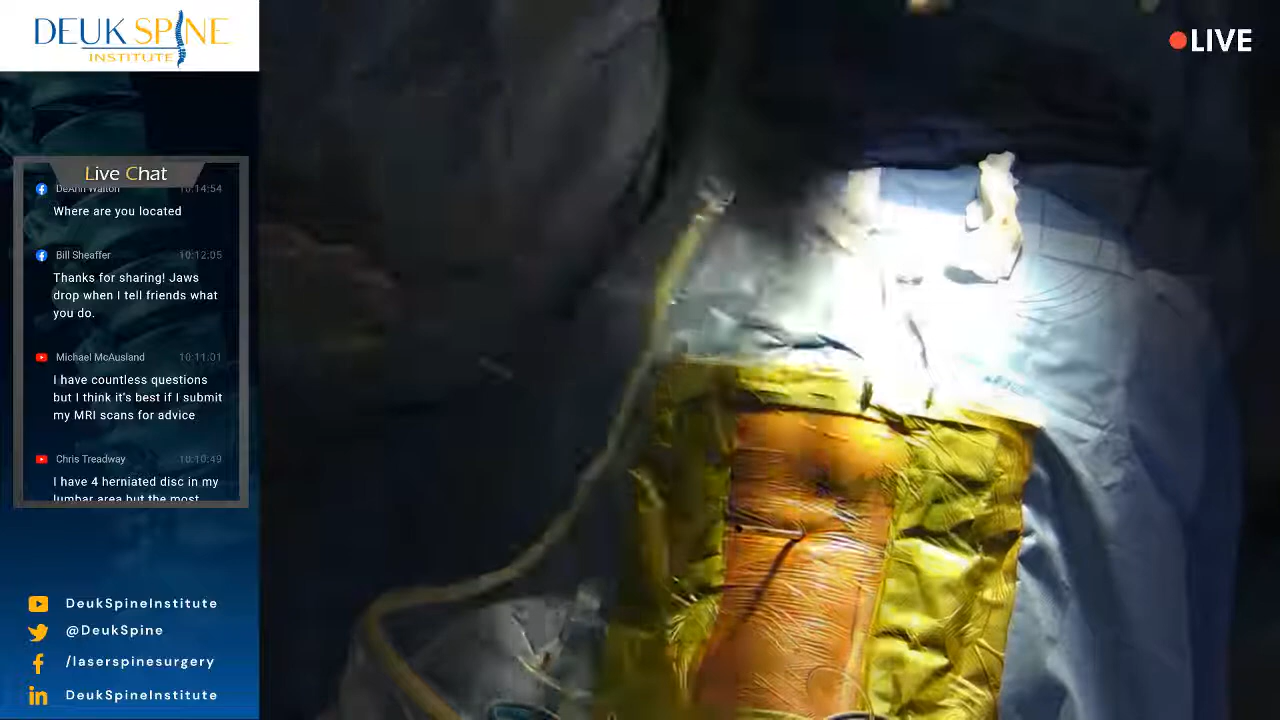 DEUK SPINE
INSTITUTE
LIVE
Live Chat
DeAnn Walton 10:14:54
Where are you located
Bill Sheaffer 10:12:05
Thanks for sharing! Jaws
drop when I tell friends what
you do.
Michael McAusland 10:11:01
I have countless questions
but I think it's best if I submit
my MRI scans for advice
Chris Treadway 10:10:49
I have 4 herniated disc in my
lumbar area but the most
DeukSpineInstitute
@DeukSpine
/laserspinesurgery
DeukSpineInstitute